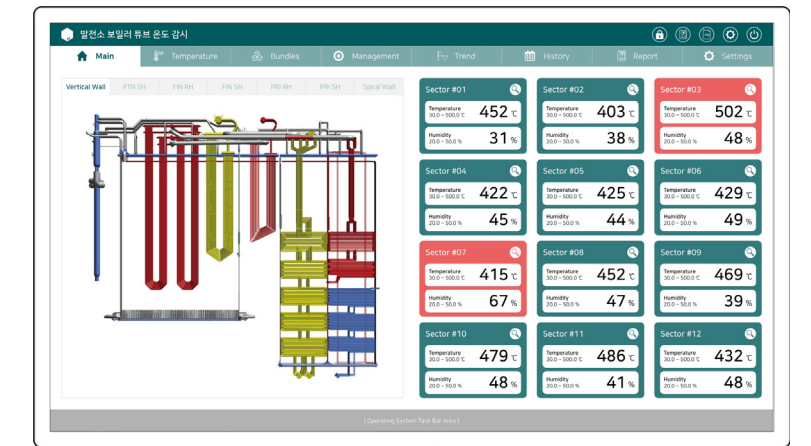 발전소 보일러 튜브 온도 감시
Main Temperature Bundles Management Trend History Report Settings
Vertical Wall PTN SH FIN RH FIN SH PRI RH PRI SH Spiral Wall
Sector #01
Temperature
30.0 ~ 500.0 ℃
452 ℃
Humidity
20.0 ~ 50.0 %
31 %
Sector #02
Temperature
30.0 ~ 500.0 ℃
403 ℃
Humidity
20.0 ~ 50.0 %
38 %
Sector #03
Temperature
30.0 ~ 500.0 ℃
502 ℃
Humidity
20.0 ~ 50.0 %
48 %
Sector #04
Temperature
30.0 ~ 500.0 ℃
422 ℃
Humidity
20.0 ~ 50.0 %
45 %
Sector #05
Temperature
30.0 ~ 500.0 ℃
425 ℃
Humidity
20.0 ~ 50.0 %
44 %
Sector #06
Temperature
30.0 ~ 500.0 ℃
429 ℃
Humidity
20.0 ~ 50.0 %
49 %
Sector #07
Temperature
30.0 ~ 500.0 ℃
415 ℃
Humidity
20.0 ~ 50.0 %
67 %
Sector #08
Temperature
30.0 ~ 500.0 ℃
452 ℃
Humidity
20.0 ~ 50.0 %
47 %
Sector #09
Temperature
30.0 ~ 500.0 ℃
469 ℃
Humidity
20.0 ~ 50.0 %
39 %
Sector #10
Temperature
30.0 ~ 500.0 ℃
479 ℃
Humidity
20.0 ~ 50.0 %
48 %
Sector #11
Temperature
30.0 ~ 500.0 ℃
486 ℃
Humidity
20.0 ~ 50.0 %
41 %
Sector #12
Temperature
30.0 ~ 500.0 ℃
432 ℃
Humidity
20.0 ~ 50.0 %
48 %
( Operating System Task Bar Area )